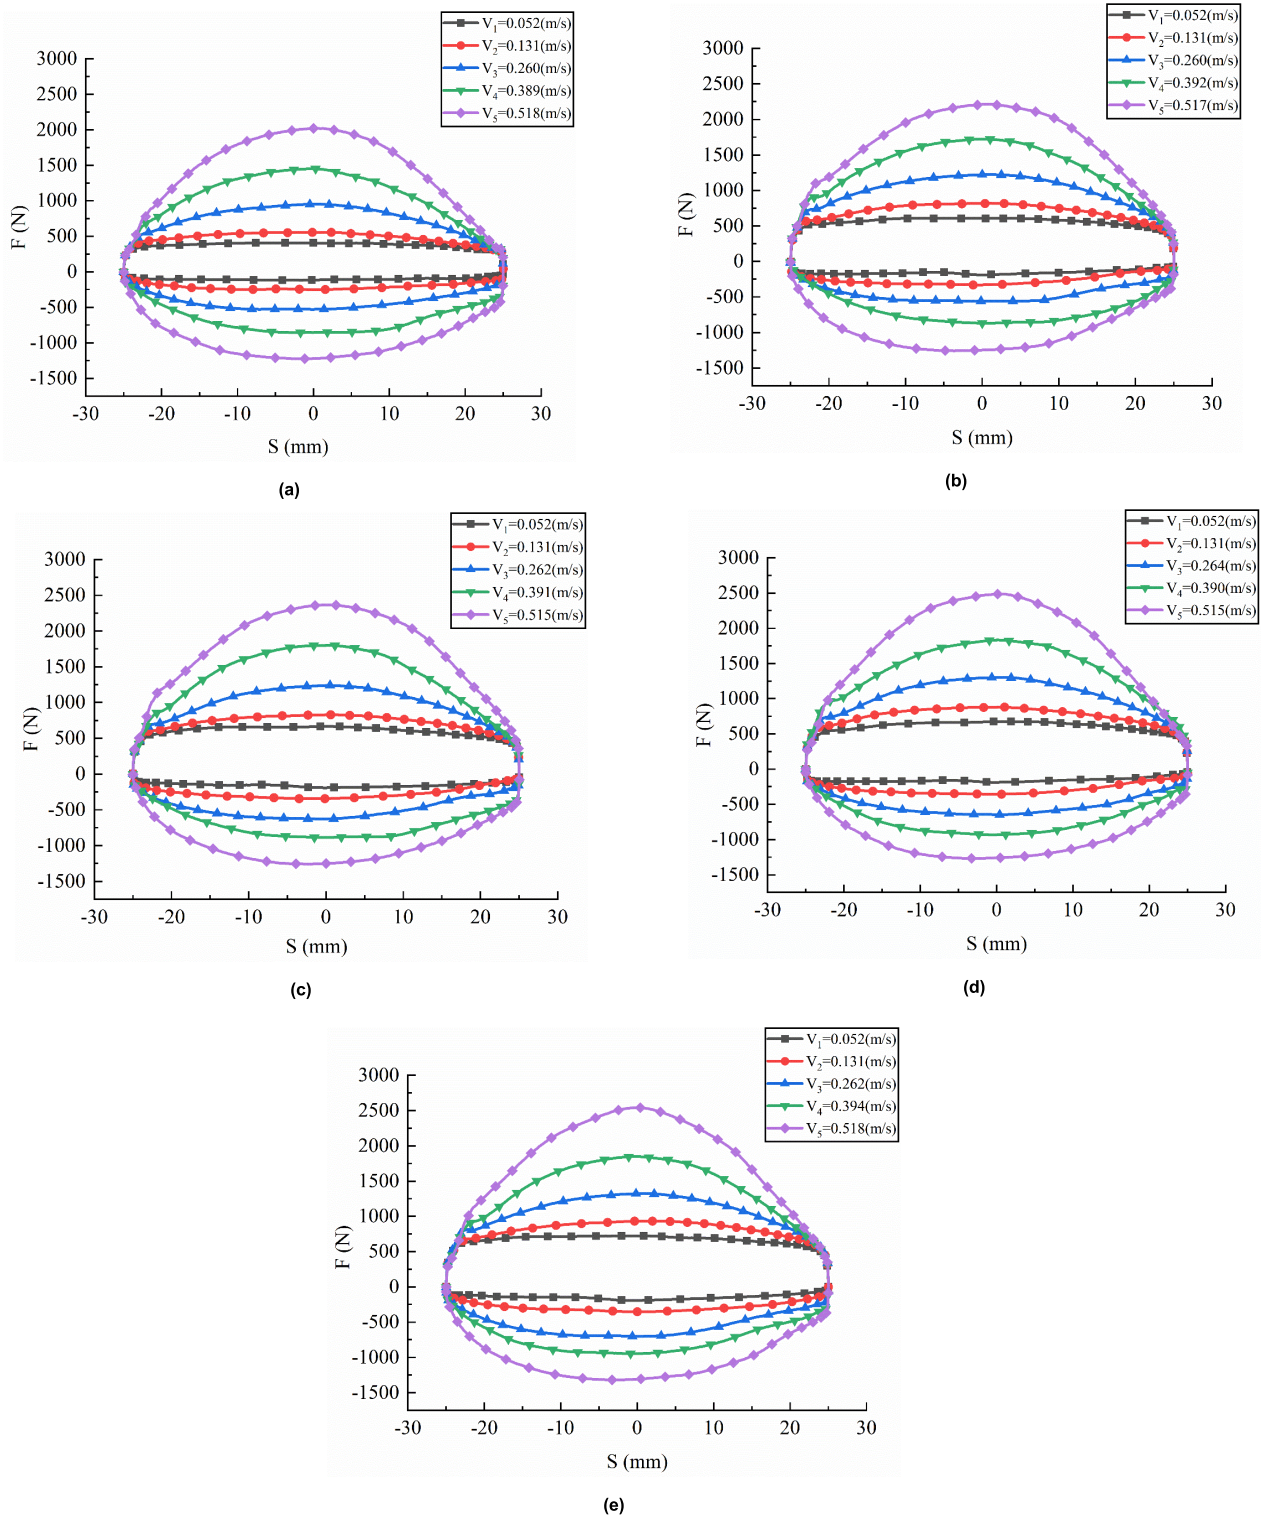 V1=0.052(m/s)
V2=0.131(m/s)
V3=0.260(m/s)
V4=0.389(m/s)
V5=0.518(m/s)
3000
2500
2000
1500
1000
500
0
-500
-1000
-1500
F (N)
-30
-20
-10
0
10
20
30
S (mm)
(a)
V1=0.052(m/s)
V2=0.131(m/s)
V3=0.260(m/s)
V4=0.392(m/s)
V5=0.517(m/s)
3000
2500
2000
1500
1000
500
0
-500
-1000
-1500
F (N)
-30
-20
-10
0
10
20
30
S (mm)
(b)
V1=0.052(m/s)
V2=0.131(m/s)
V3=0.262(m/s)
V4=0.391(m/s)
V5=0.515(m/s)
3000
2500
2000
1500
1000
500
0
-500
-1000
-1500
F (N)
-30
-20
-10
0
10
20
30
S (mm)
(c)
V1=0.052(m/s)
V2=0.131(m/s)
V3=0.264(m/s)
V4=0.390(m/s)
V5=0.515(m/s)
3000
2500
2000
1500
1000
500
0
-500
-1000
-1500
F (N)
-30
-20
-10
0
10
20
30
S (mm)
(d)
V1=0.052(m/s)
V2=0.131(m/s)
V3=0.262(m/s)
V4=0.394(m/s)
V5=0.518(m/s)
3000
2500
2000
1500
1000
500
0
-500
-1000
-1500
F (N)
-30
-20
-10
0
10
20
30
S (mm)
(e)